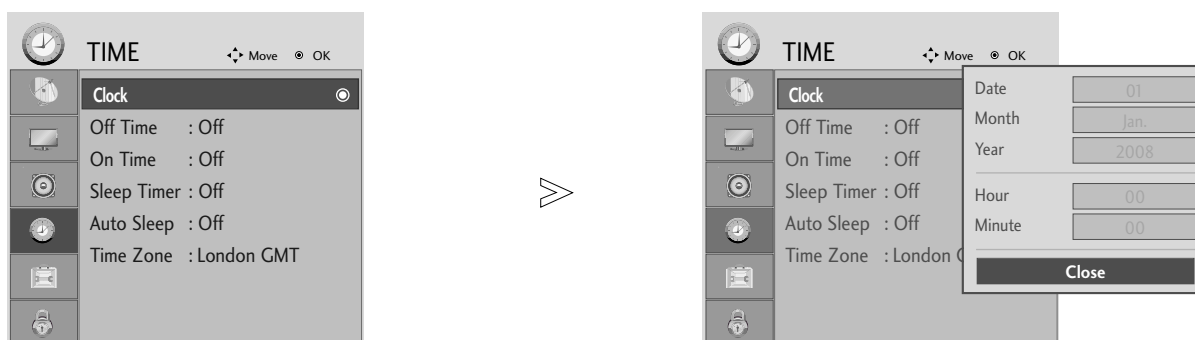 TIME
Move OK
Clock
Off Time : Off
On Time : Off
Sleep Timer : Off
Auto Sleep : Off
Time Zone : London GMT
TIME
Move OK
Clock
Off Time : Off
On Time : Off
Sleep Timer : Off
Auto Sleep : Off
Time Zone : London G
Date 01
Month Jan.
Year 2008
Hour 00
Minute 00
Close